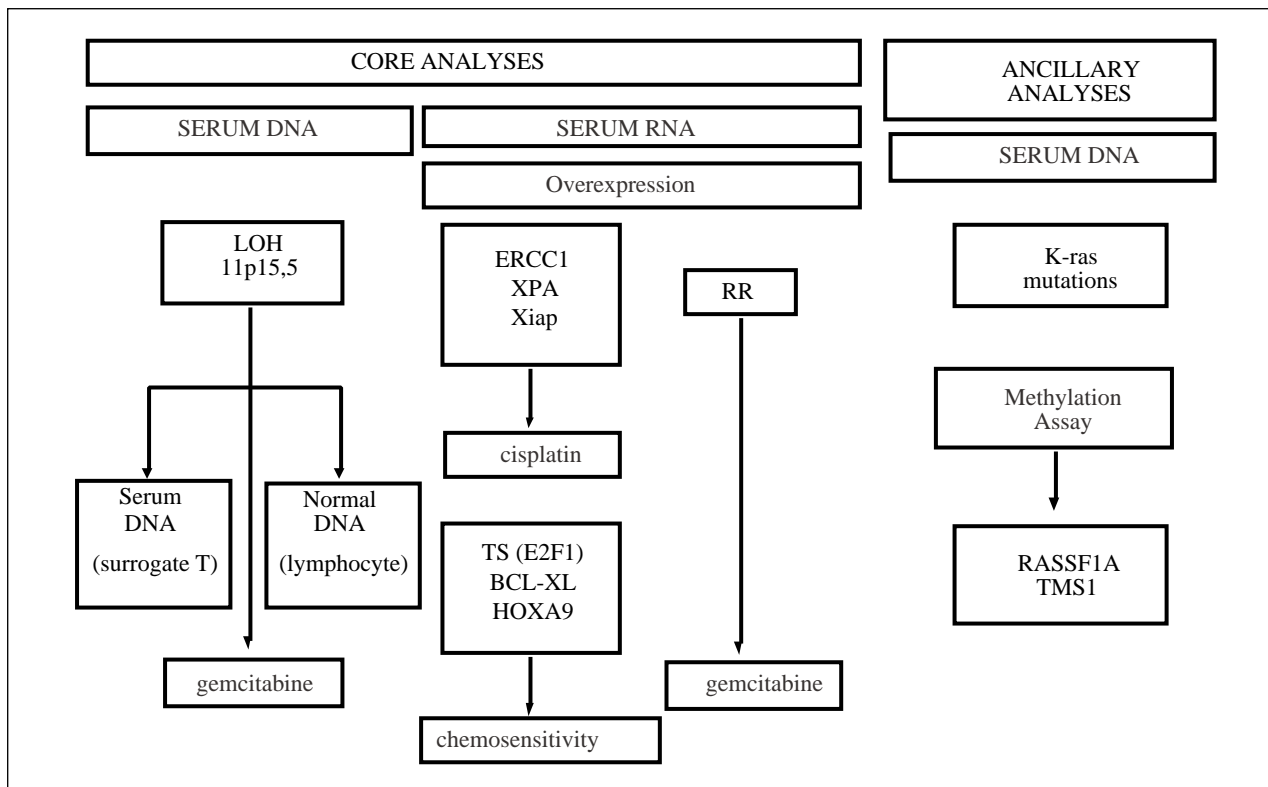 CORE ANALYSES
SERUM DNA
SERUM RNA
Overexpression
LOH
11p15,5
ERCC1
XPA
Xiap
RR
cisplatin
Serum
DNA
(surrogate T)
Normal
DNA
(lymphocyte)
TS (E2F1)
BCL-XL
HOXA9
gemcitabine
gemcitabine
chemosensitivity
ANCILLARY
ANALYSES
SERUM DNA
K-ras
mutations
Methylation
Assay
RASSF1A
TMS1